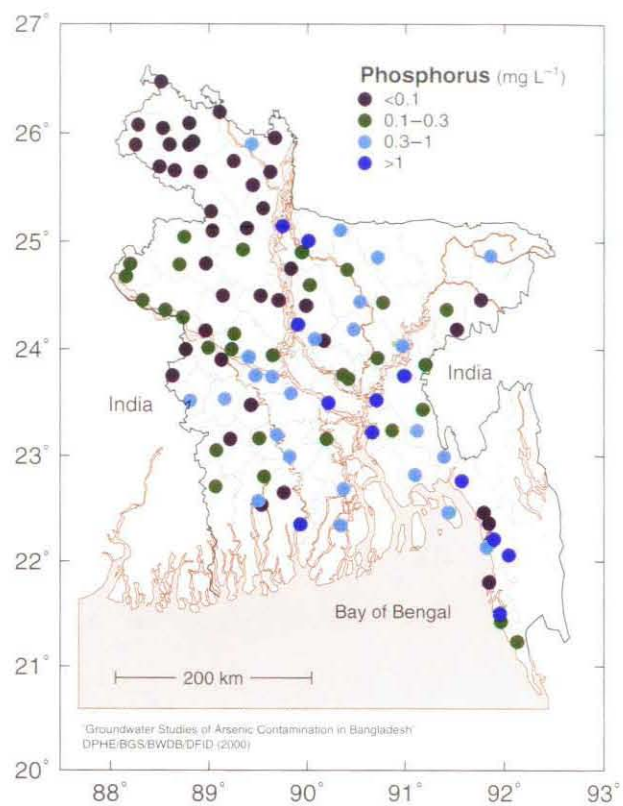 27°
26°
25°
24°
23°
22°
21°
20°
Phosphorus (mg L⁻¹)
<0.1
0.1–0.3
0.3–1
>1
India
India
Bay of Bengal
200 km
'Groundwater Studies of Arsenic Contamination in Bangladesh'
DPHE/BGS/BWDB/DFID (2000)
88° 89° 90° 91° 92° 93°